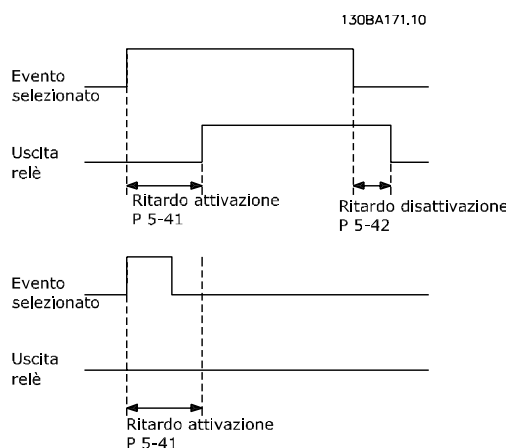 130BA171.10
Evento
selezionato
Uscita
relè
Ritardo attivazione
P 5-41
Ritardo disattivazione
P 5-42
Evento
selezionato
Uscita
relè
Ritardo attivazione
P 5-41